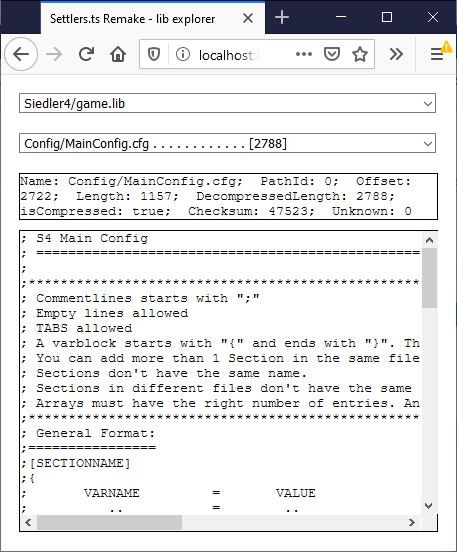 Settlers.ts Remake - lib explorer
localhost:
Siedler4/game.lib
Config/MainConfig.cfg . . . . . . . . . . . . [2788]
Name: Config/MainConfig.cfg;  PathId: 0;  Offset:
2722;  Length: 1157;  DecompressedLength: 2788;
isCompressed: true;  Checksum: 47523;  Unknown: 0
; S4 Main Config
; ==================================================
;
;***************************************************
; Commentlines starts with ";"
; Empty lines allowed
; TABS allowed
; A varblock starts with "{" and ends with "}". Th
; You can add more than 1 Section in the same file
; Sections don't have the same name.
; Sections in different files don't have the same
; Arrays must have the right number of entries. An
;***************************************************
; General Format:
;================
;[SECTIONNAME]
;{
;       VARNAME         =       VALUE
;          ..           =        ..